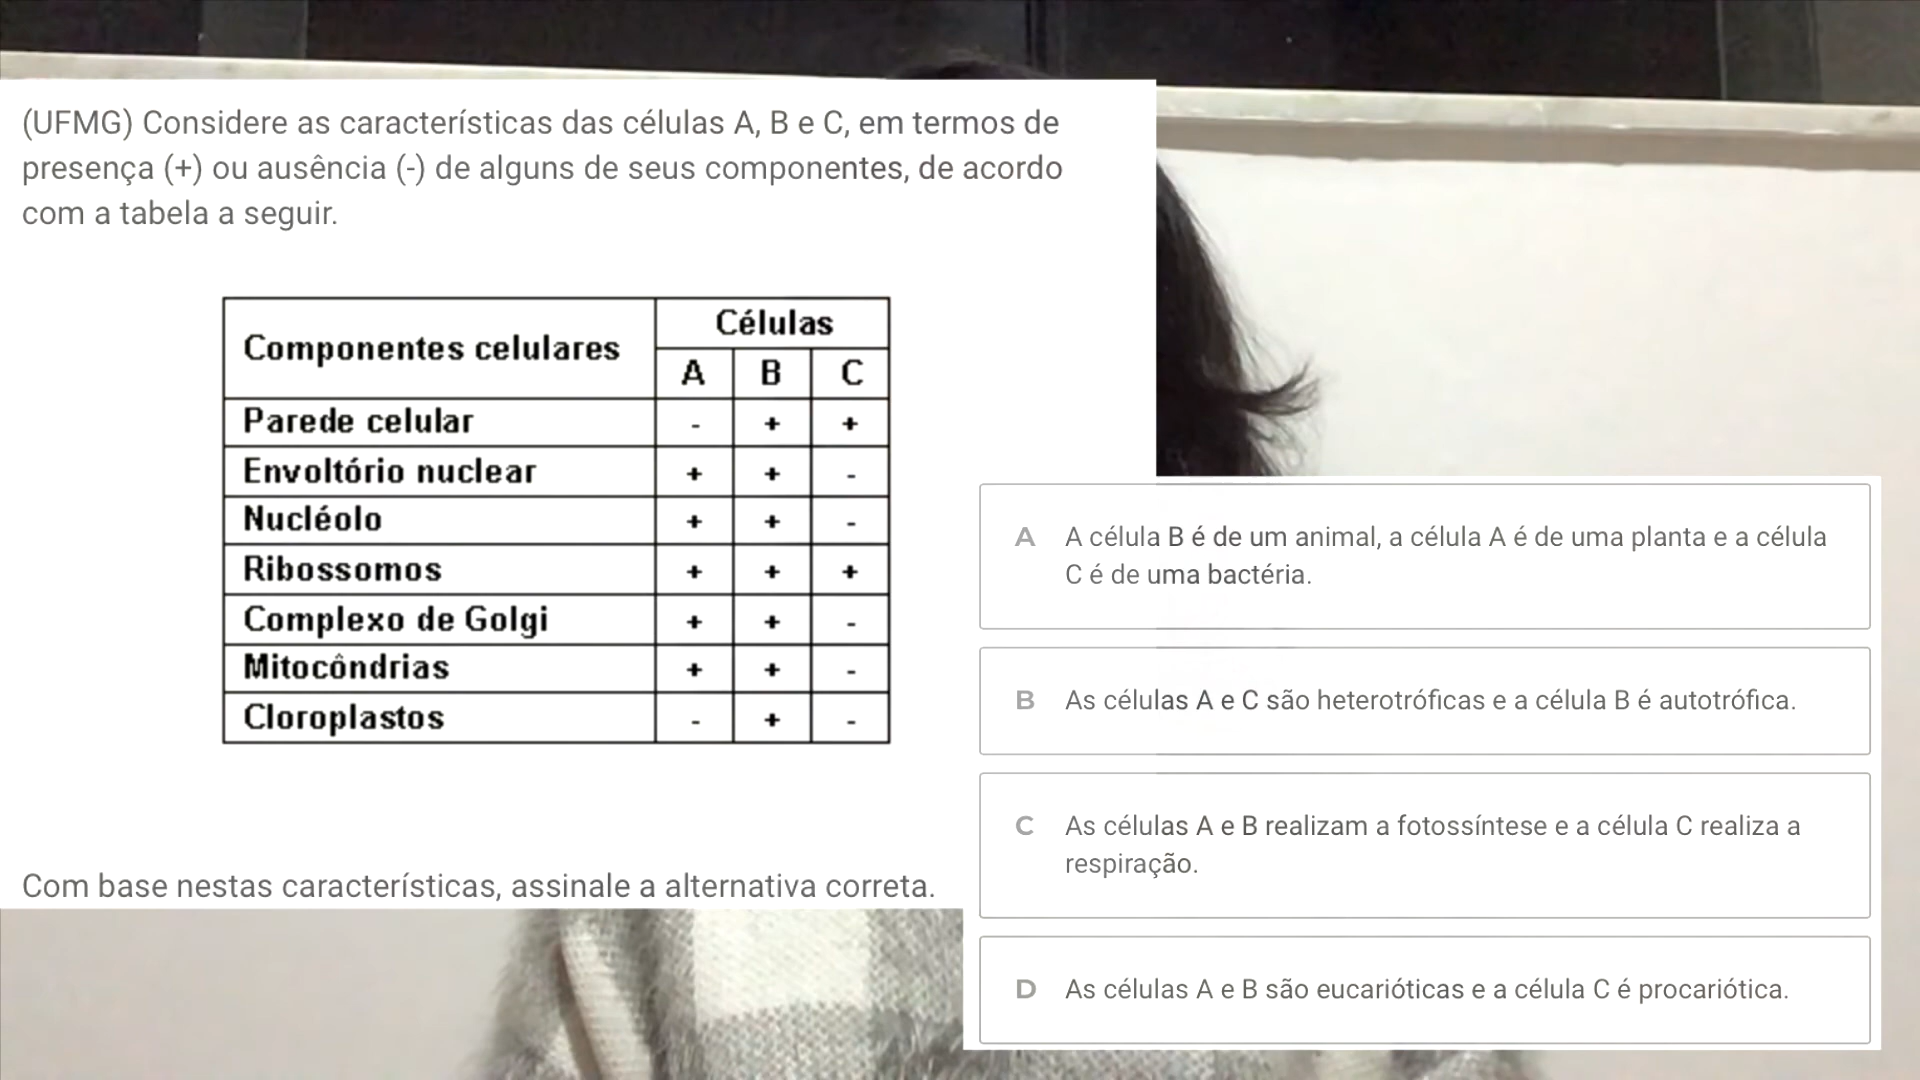 (UFMG) Considere as características das células A, B e C, em termos de
presença (+) ou ausência (-) de alguns de seus componentes, de acordo
com a tabela a seguir.
Componentes celulares
Células
A B C
Parede celular - + +
Envoltório nuclear + + -
Nucléolo + + -
Ribossomos + + +
Complexo de Golgi + + -
Mitocôndrias + + -
Cloroplastos - + -
Com base nestas características, assinale a alternativa correta.
A A célula B é de um animal, a célula A é de uma planta e a célula
C é de uma bactéria.
B As células A e C são heterotróficas e a célula B é autotrófica.
C As células A e B realizam a fotossíntese e a célula C realiza a
respiração.
D As células A e B são eucarióticas e a célula C é procariótica.